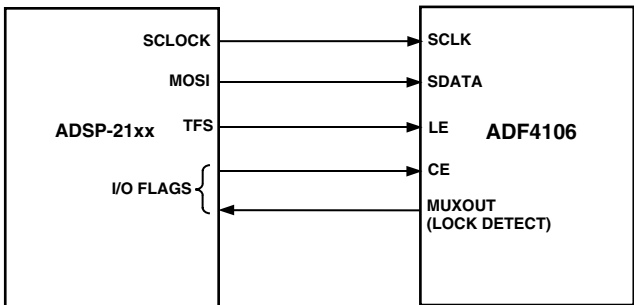 SCLOCK
MOSI
TFS
ADSP-21xx
I/O FLAGS
SCLK
SDATA
LE
ADF4106
CE
MUXOUT
(LOCK DETECT)